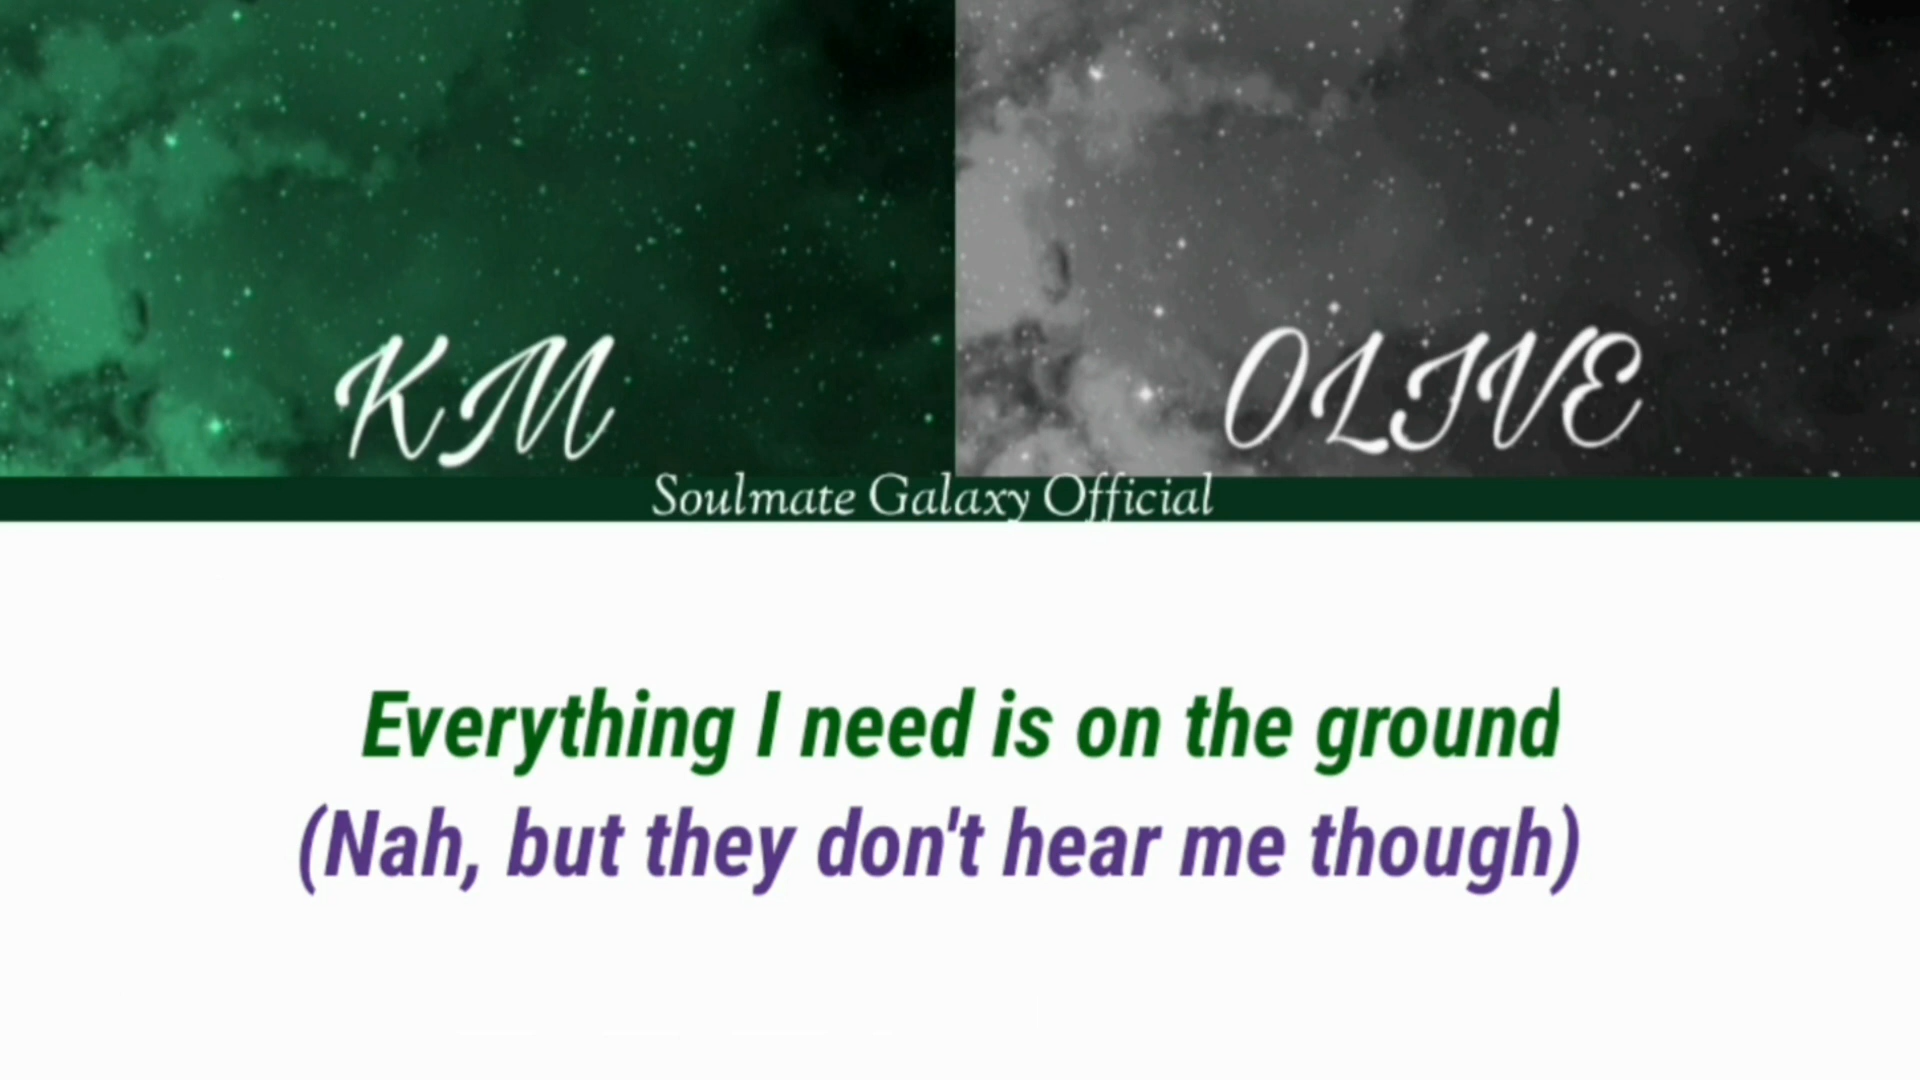 KM
OLIVE
Soulmate Galaxy Official
Everything I need is on the ground
(Nah, but they don't hear me though)